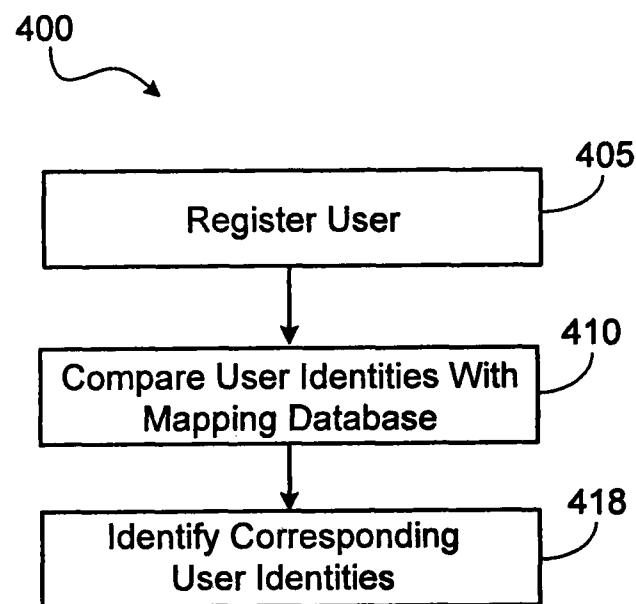 400
405
Register User
410
Compare User Identities With
Mapping Database
418
Identify Corresponding
User Identities